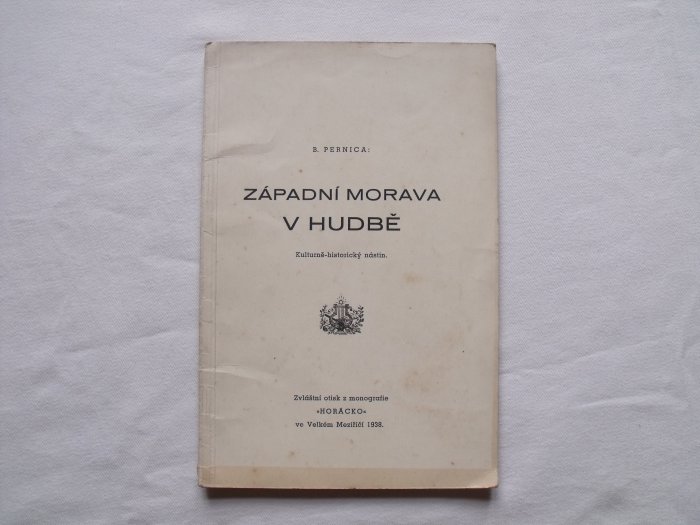 B. PERNICA:
ZÁPADNÍ MORAVA
V HUDBĚ
Kulturně-historický nástin.
Zvláštní otisk z monografie
»HORÁCKO«
ve Velkém Meziříčí 1938.